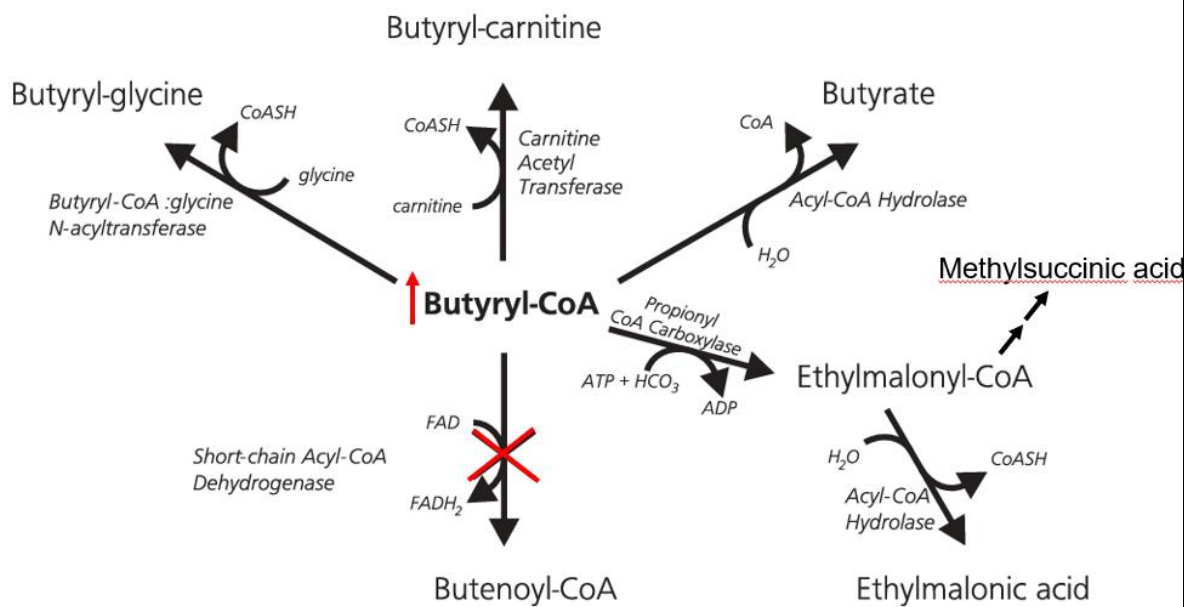 Butyryl-carnitine
Butyryl-glycine
CoASH
glycine
Butyryl-CoA :glycine
N-acyltransferase
CoASH
carnitine
Carnitine
Acetyl
Transferase
Butyrate
CoA
Acyl-CoA Hydrolase
H2O
Methylsuccinic acid
Butyryl-CoA
Propionyl
CoA Carboxylase
ATP + HCO3
ADP
Ethylmalonyl-CoA
FAD
Short-chain Acyl-CoA
Dehydrogenase
FADH2
H2O
CoASH
Acyl-CoA
Hydrolase
Butenoyl-CoA
Ethylmalonic acid